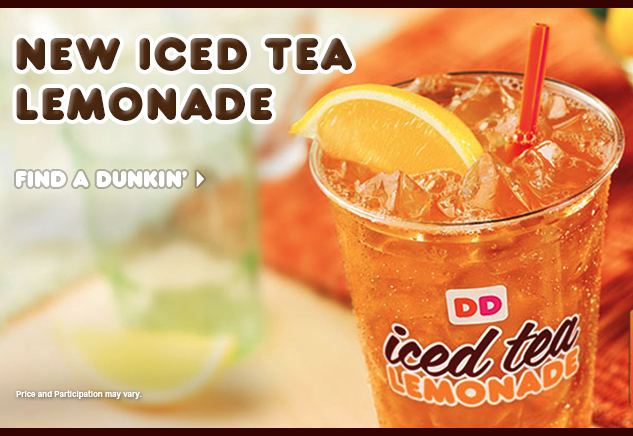 NEW ICED TEA
LEMONADE
FIND A DUNKIN'
DD
iced tea
LEMONADE
Price and Participation may vary.